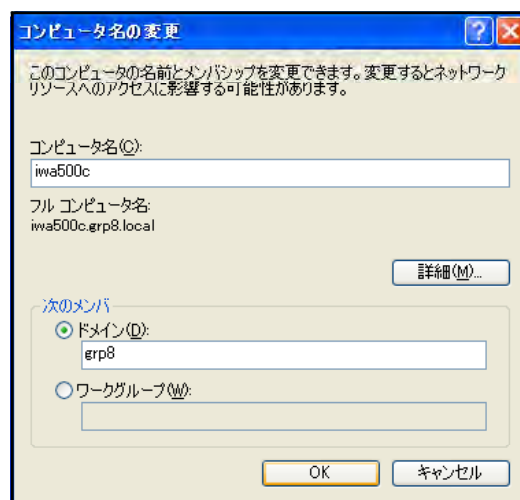 コンピュータ名の変更
このコンピュータの名前とメンバシップを変更できます。変更するとネットワーク
リソースへのアクセスに影響する可能性があります。
コンピュータ名(C):
iwa500c
フル コンピュータ名:
iwa500c.grp8.local
詳細(M)...
次のメンバ
ドメイン(D):
grp8
ワークグループ(W):
OK
キャンセル